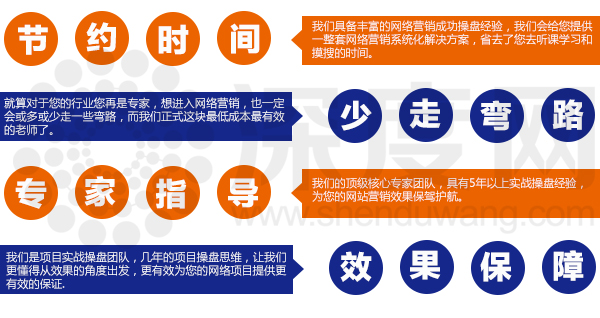 节约时间
我们具备丰富的网络营销成功操盘经验，我们会给您提供
一整套网络营销系统化解决方案，省去了您去听课学习和
摸搜的时间。
就算对于您的行业您再是专家，想进入网络营销，也一定
会或多或少走一些弯路，而我们正式这块最低成本最有效
的老师了。
少走弯路
专家指导
我们的顶级核心专家团队，具有5年以上实战操盘经验，
为您的网站营销效果保驾护航。
我们是项目实战操盘团队，几年的项目操盘思维，让我们
更懂得从效果的角度出发，更有效为您的网络项目提供更
有效的保证.
效果保障
深度网
www.shenduwang.com